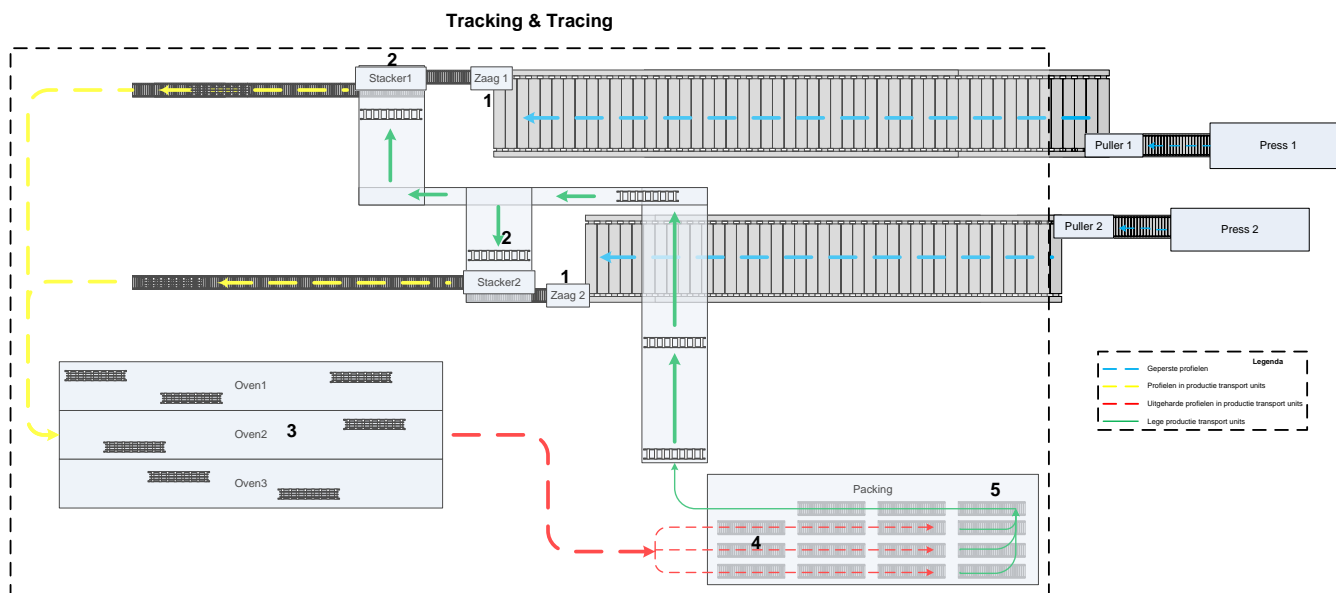 Tracking & Tracing
2
Stacker1
Zaag 1
1
Puller 1
Press 1
2
Stacker2
1
Zaag 2
Puller 2
Press 2
Legenda
Geperste profielen
Profielen in productie transport units
Uitgeharde profielen in productie transport units
Lege productie transport units
Oven1
Oven2
3
Oven3
Packing
5
4